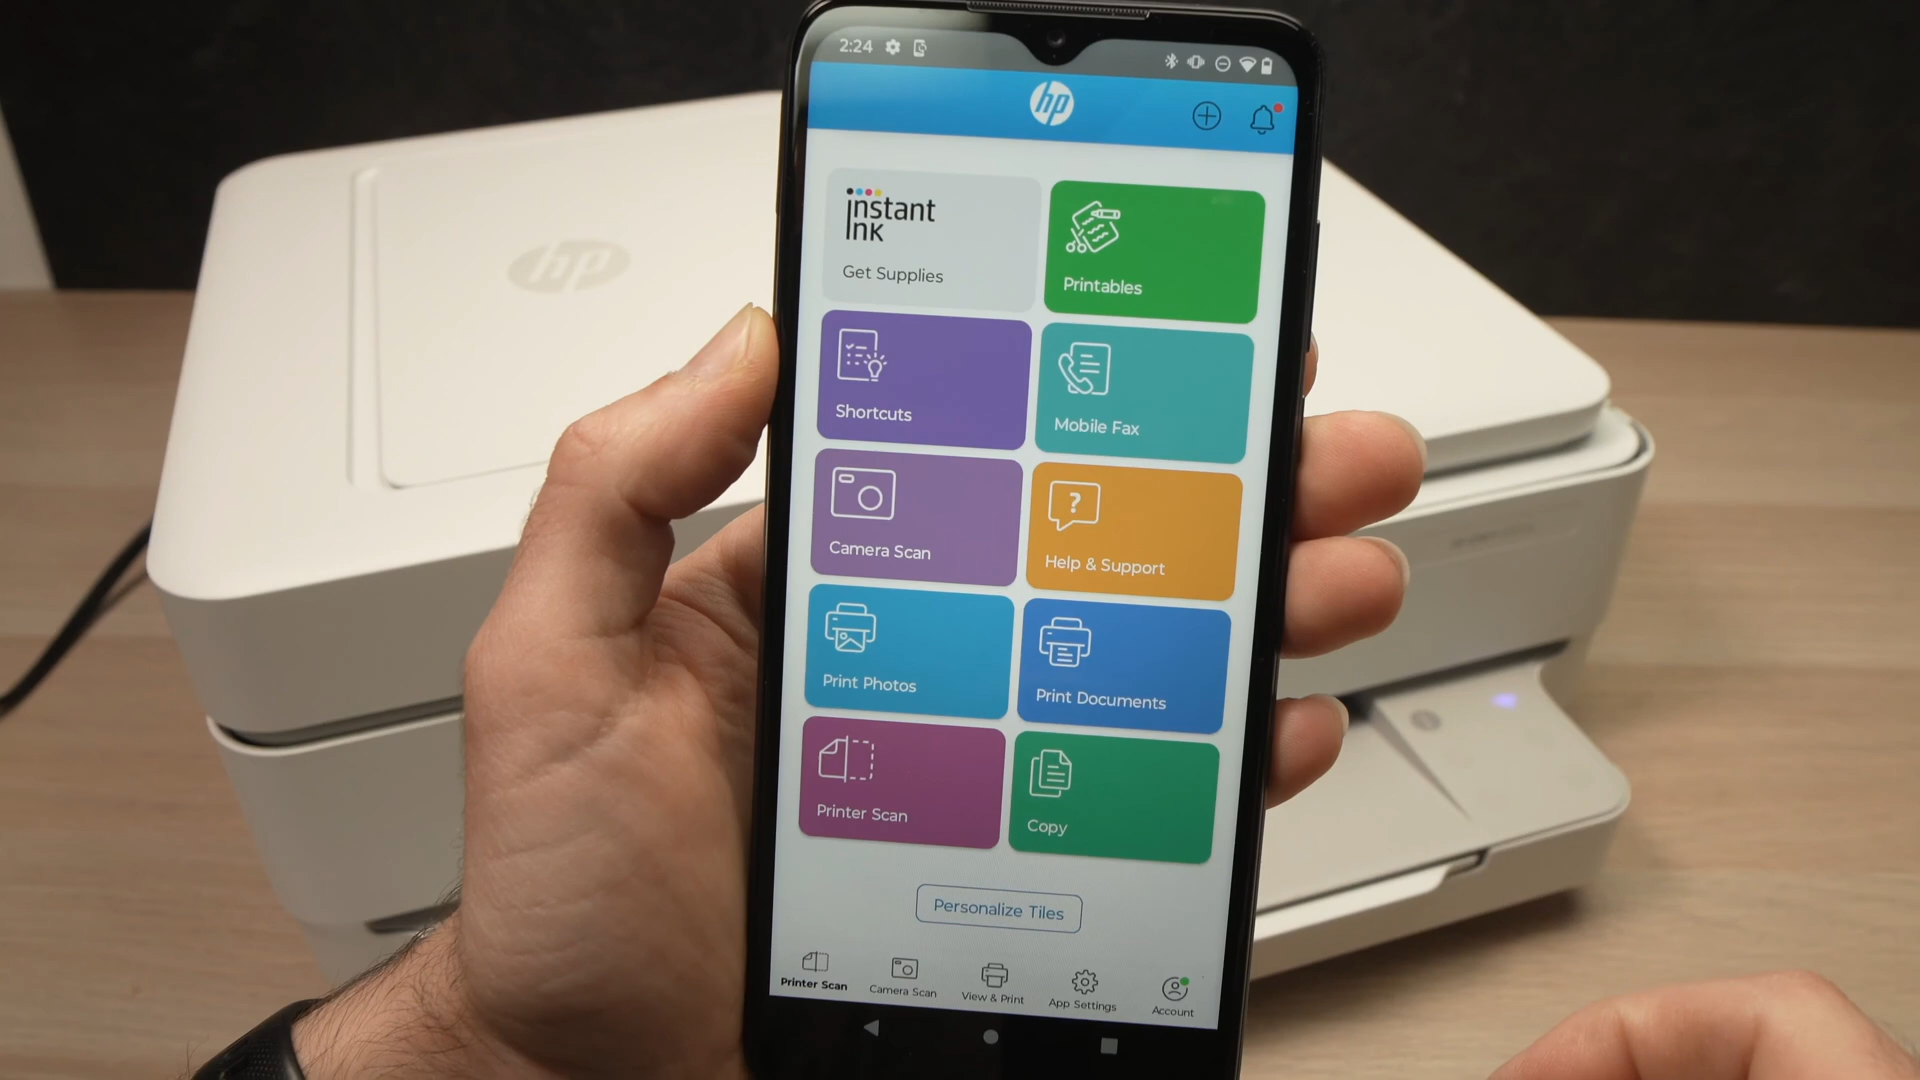 2:24
hp
instant
ink
Get Supplies
Printables
Shortcuts
Mobile Fax
Camera Scan
?
Help & Support
Print Photos
Print Documents
Printer Scan
Copy
Personalize Tiles
Printer Scan
Camera Scan
View & Print
App Settings
Account
hp